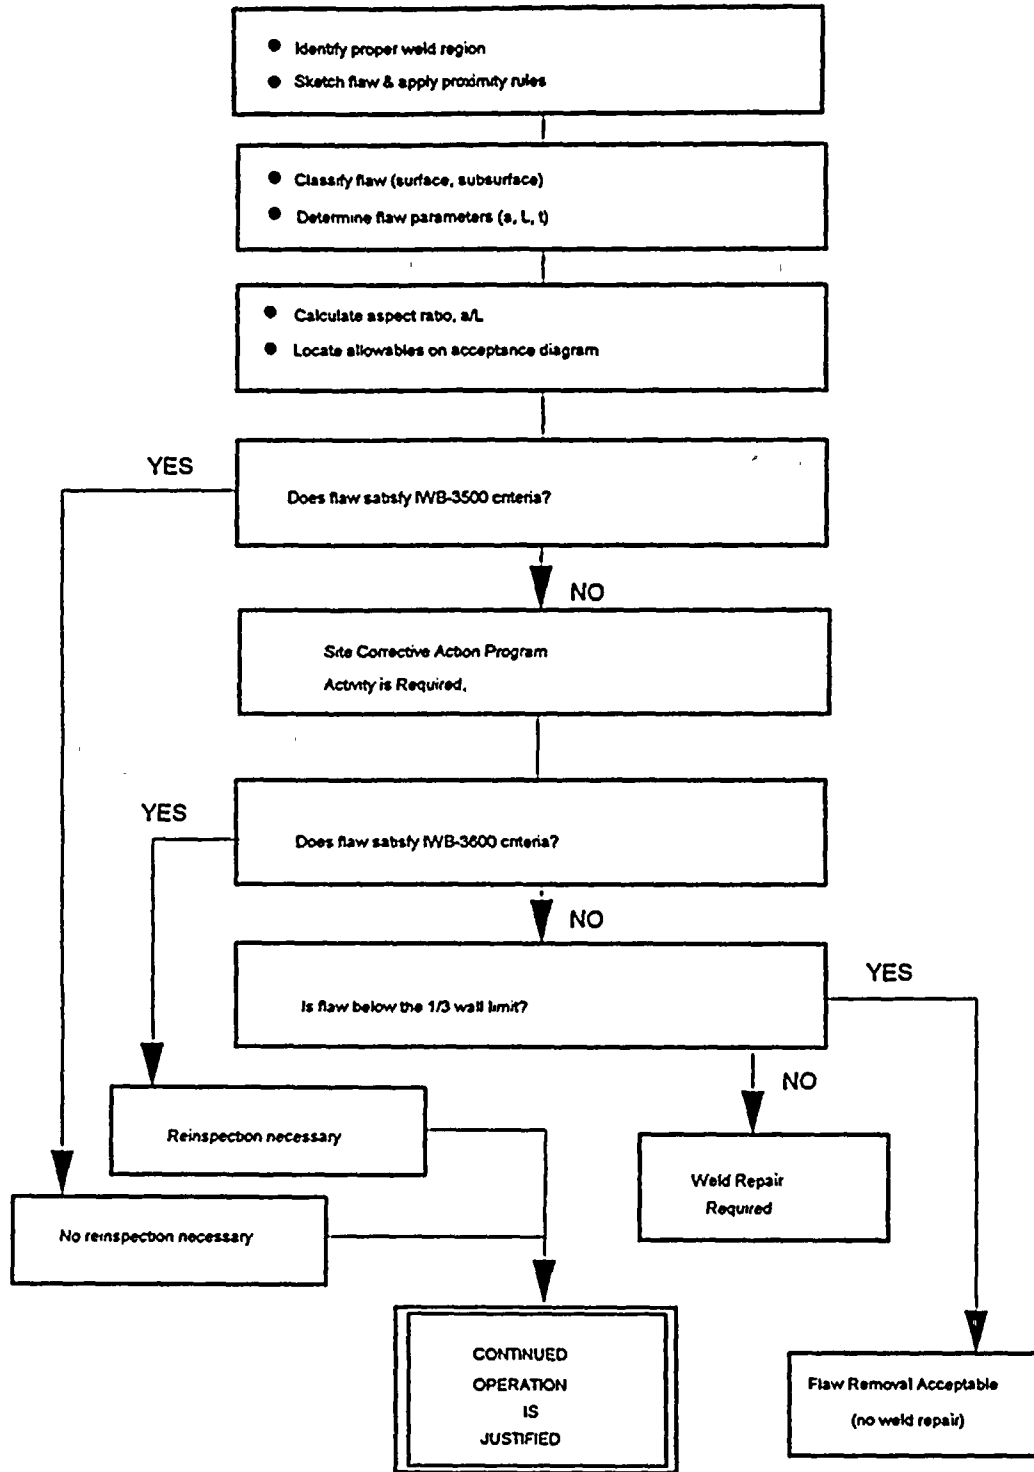 ● Identify proper weld region
● Sketch flaw & apply proximity rules
● Classify flaw (surface, subsurface)
● Determine flaw parameters (a, L, t)
● Calculate aspect ratio, a/L
● Locate allowables on acceptance diagram
YES
Does flaw satisfy IWB-3500 criteria?
NO
Site Corrective Action Program
Activity is Required.
YES
Does flaw satisfy IWB-3600 criteria?
NO
YES
Is flaw below the 1/3 wall limit?
NO
Reinspection necessary
Weld Repair
Required
No reinspection necessary
CONTINUED
OPERATION
IS
JUSTIFIED
Flaw Removal Acceptable
(no weld repair)